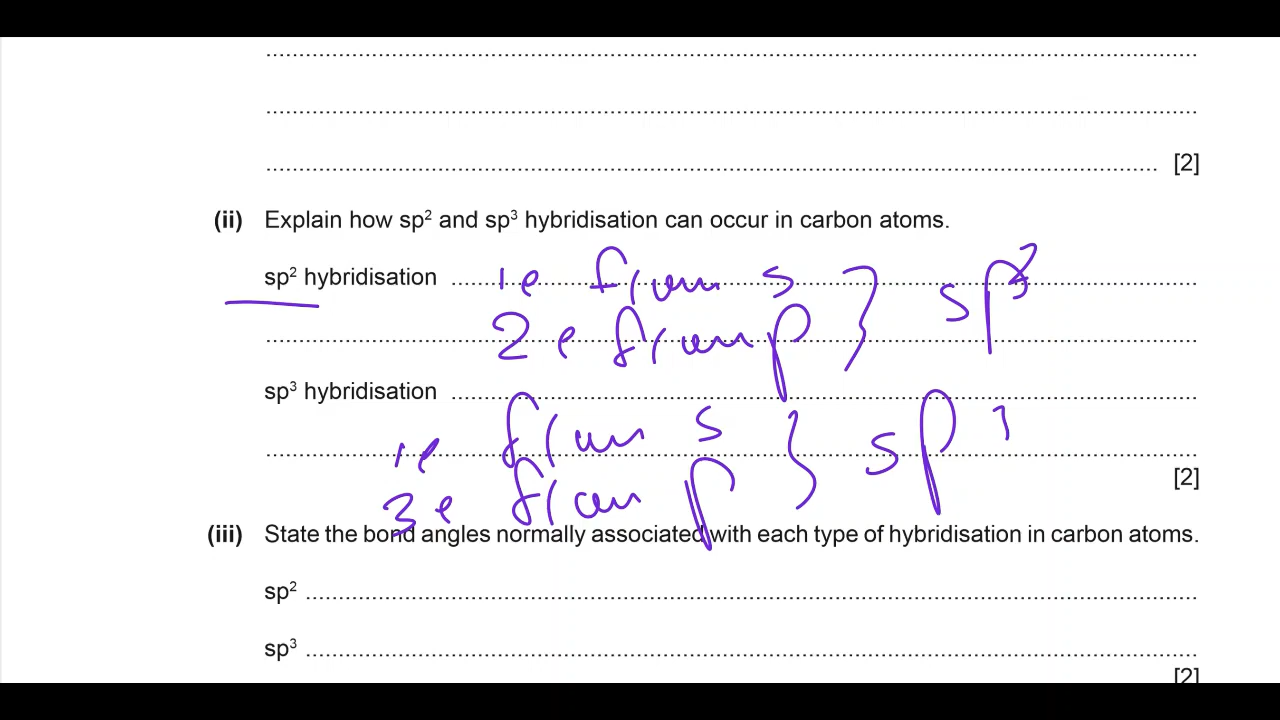 [2]
(ii) Explain how sp² and sp³ hybridisation can occur in carbon atoms.
sp² hybridisation 1e from s } sp²
2e from p
sp³ hybridisation
1e from s } sp³
3e from p
[2]
(iii) State the bond angles normally associated with each type of hybridisation in carbon atoms.
sp²
sp³
[2]